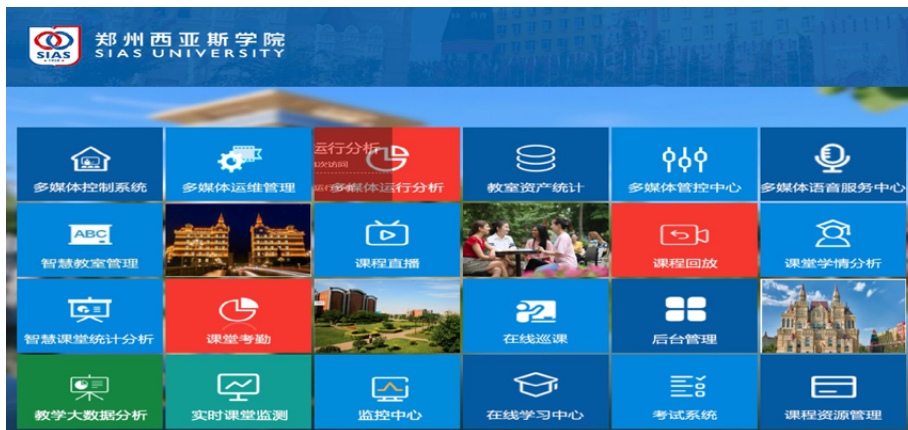 SIAS
郑州西亚斯学院
SIAS UNIVERSITY
运行分析
次访问
多媒体控制系统
多媒体运维管理
多媒体运行分析
教室资产统计
多媒体管控中心
多媒体语音服务中心
ABC
智慧教室管理
课程直播
课程回放
课堂学情分析
智慧课堂统计分析
课堂考勤
在线巡课
后台管理
教学大数据分析
实时课堂监测
监控中心
在线学习中心
考试系统
课程资源管理